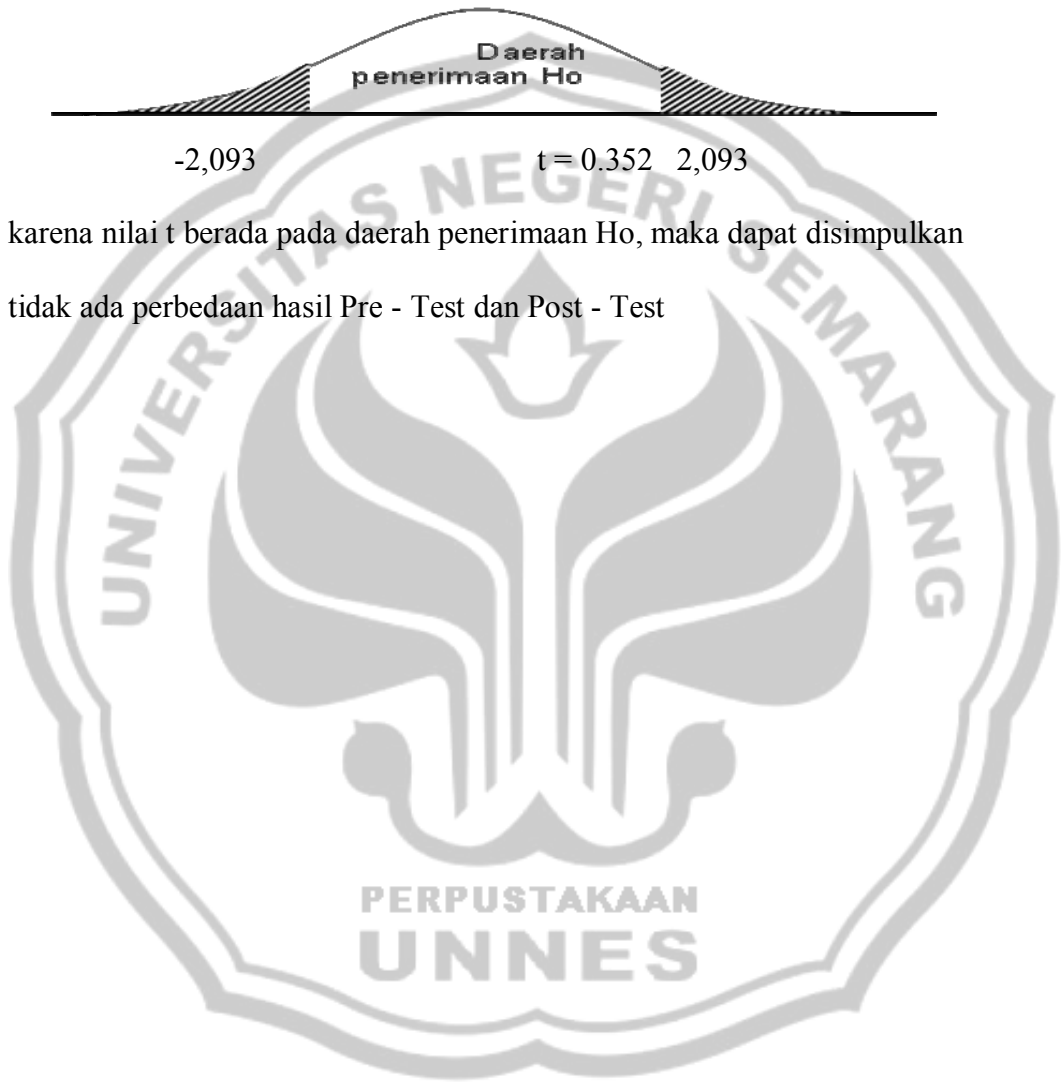 Daerah
penerimaan Ho
-2,093 t = 0.352 2,093
karena nilai t berada pada daerah penerimaan Ho, maka dapat disimpulkan
tidak ada perbedaan hasil Pre - Test dan Post - Test
UNIVERSITAS NEGERI SEMARANG
PERPUSTAKAAN
UNNES